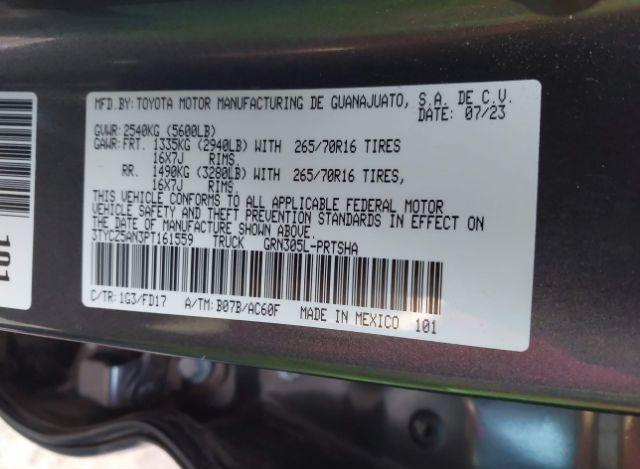 MFD.BY: TOYOTA MOTOR MANUFACTURING DE GUANAJUATO, S.A. DE C.V.
DATE: 07/23
GVWR: 2540KG (5600LB)
GAWR: FRT. 1335KG (2940LB) WITH 265/70R16 TIRES
16X7J RIMS.
RR. 1490KG (3280LB) WITH 265/70R16 TIRES,
16X7J RIMS.
THIS VEHICLE CONFORMS TO ALL APPLICABLE FEDERAL MOTOR
VEHICLE SAFETY AND THEFT PREVENTION STANDARDS IN EFFECT ON
THE DATE OF MANUFACTURE SHOWN ABOVE.
3TYCZ5AN3PT161559 TRUCK GRN305L-PRTSHA
C/TR: 1G3/FD17 A/TM: B07B/AC60F MADE IN MEXICO 101
101